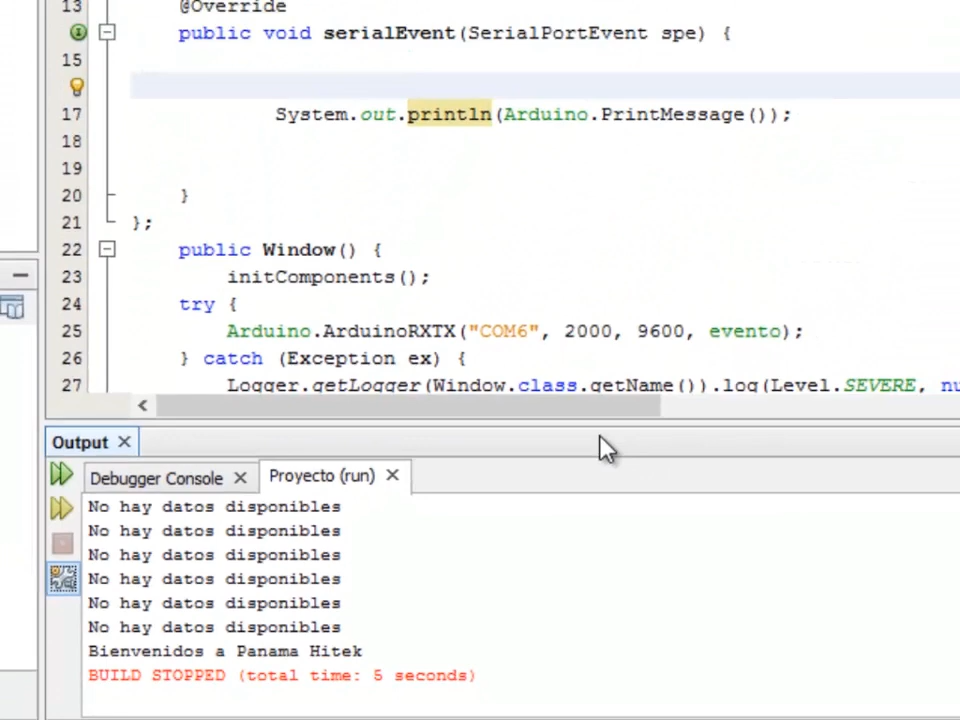 13 @Override
public void serialEvent(SerialPortEvent spe) {
15
17 System.out.println(Arduino.PrintMessage());
18
19
20 }
21 };
22 public Window() {
23 initComponents();
24 try {
25 Arduino.ArduinoRXTX("COM6", 2000, 9600, evento);
26 } catch (Exception ex) {
27 Logger.getLogger(Window.class.getName()).log(Level.SEVERE, nu
Output
Debugger Console Proyecto (run)
No hay datos disponibles
No hay datos disponibles
No hay datos disponibles
No hay datos disponibles
No hay datos disponibles
No hay datos disponibles
Bienvenidos a Panama Hitek
BUILD STOPPED (total time: 5 seconds)